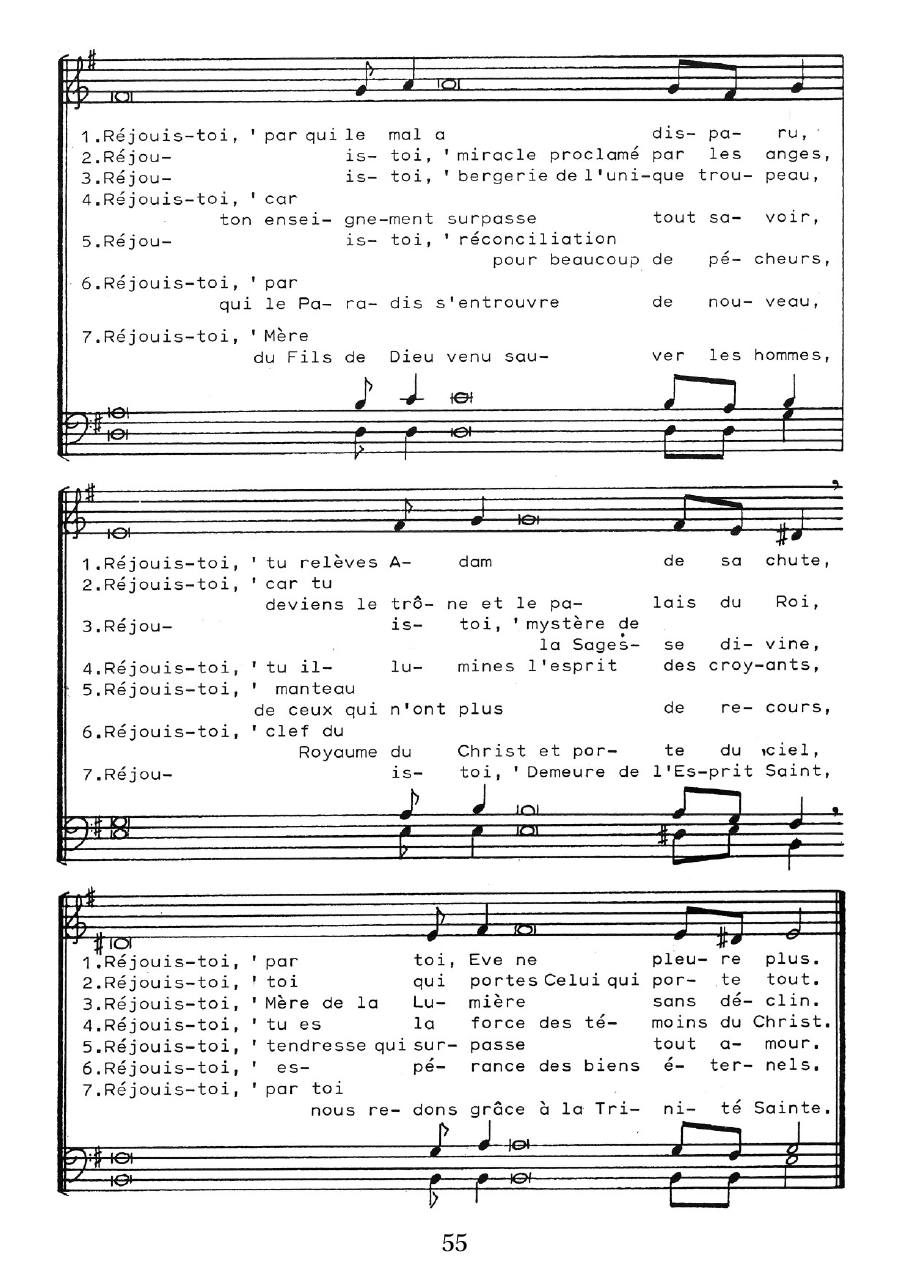 1.Réjouis-toi, ' par qui le mal a dis- pa- ru,
2.Réjou- is- toi, ' miracle proclamé par les anges,
3.Réjou- is- toi, ' bergerie de l'uni-que trou- peau,
4.Réjouis-toi, ' car
ton ensei- gne-ment surpasse tout sa- voir,
5.Réjou- is- toi, ' réconciliation
pour beaucoup de pé- cheurs,
6.Réjouis-toi, ' par
qui le Pa- ra- dis s'entrouvre de nou- veau,
7.Réjouis-toi, ' Mère
du Fils de Dieu venu sau- ver les hommes,
1.Réjouis-toi, ' tu relèves A- dam de sa chute,
2.Réjouis-toi, ' car tu
deviens le trô- ne et le pa- lais du Roi,
3.Réjou- is- toi, ' mystère de
la Sages- se di- vine,
4.Réjouis-toi, ' tu il- lu- mines l'esprit des croy-ants,
5.Réjouis-toi, ' manteau
de ceux qui n'ont plus de re- cours,
6.Réjouis-toi, ' clef du
Royaume du Christ et por- te du ciel,
7.Réjou- is- toi, ' Demeure de l'Es-prit Saint,
1.Réjouis-toi, ' par toi, Eve ne pleu- re plus.
2.Réjouis-toi, ' toi qui portes Celui qui por- te tout.
3.Réjouis-toi, ' Mère de la Lu- mière sans dé- clin.
4.Réjouis-toi, ' tu es la force des té- moins du Christ.
5.Réjouis-toi, ' tendresse qui sur- passe tout a- mour.
6.Réjouis-toi, ' es- pé- rance des biens é- ter- nels.
7.Réjouis-toi, ' par toi
nous re- dons grâce à la Tri- ni- té Sainte.
55